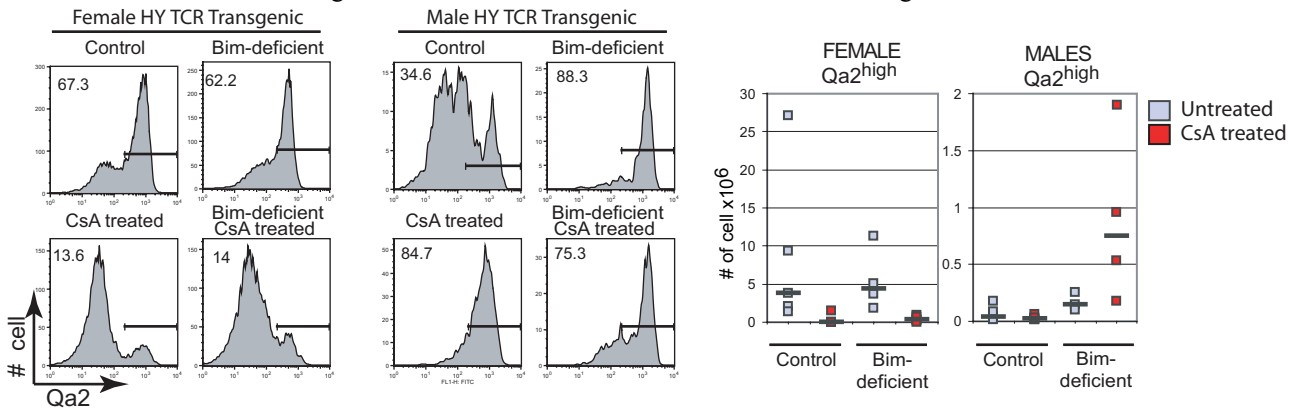 Female HY TCR Transgenic
Male HY TCR Transgenic
Control
Bim-deficient
Control
Bim-deficient
67.3
62.2
34.6
88.3
CsA treated
Bim-deficient
CsA treated
CsA treated
Bim-deficient
CsA treated
13.6
14
84.7
75.3
# cell
Qa2
FL1-H: FITC
FEMALE
Qa2high
MALES
Qa2high
# of cell x106
30
25
20
15
10
5
0
2
1.5
1
0.5
0
Control
Bim-
deficient
Control
Bim-
deficient
Untreated
CsA treated